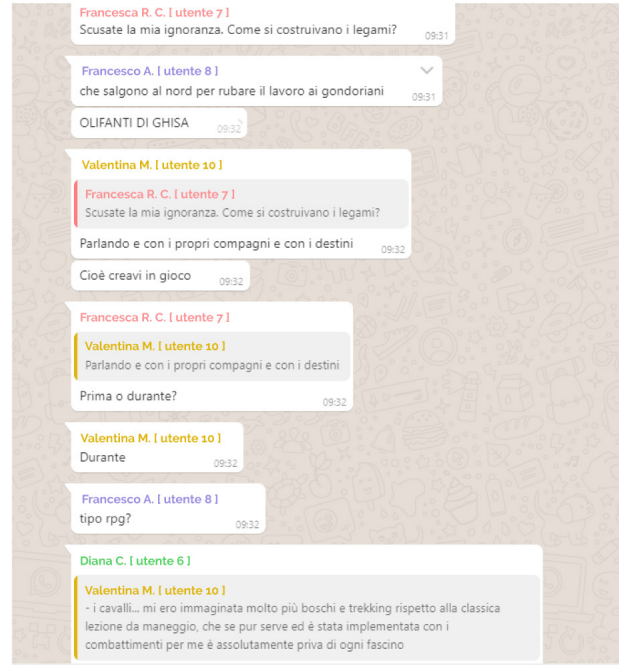 Francesca R. C. [ utente 7 ]
Scusate la mia ignoranza. Come si costruivano i legami?
09:31
Francesco A. [ utente 8 ]
che salgono al nord per rubare il lavoro ai gondoriani
09:31
OLIFANTI DI GHISA
09:32
Valentina M. [ utente 10 ]
Francesca R. C. [ utente 7 ]
Scusate la mia ignoranza. Come si costruivano i legami?
Parlando e con i propri compagni e con i destini
09:32
Cioè creavi in gioco
09:32
Francesca R. C. [ utente 7 ]
Valentina M. [ utente 10 ]
Parlando e con i propri compagni e con i destini
Prima o durante?
09:32
Valentina M. [ utente 10 ]
Durante
09:32
Francesco A. [ utente 8 ]
tipo rpg?
09:32
Diana C. [ utente 6 ]
Valentina M. [ utente 10 ]
- i cavalli... mi ero immaginata molto più boschi e trekking rispetto alla classica
lezione da maneggio, che se pur serve ed è stata implementata con i
combattimenti per me è assolutamente priva di ogni fascino